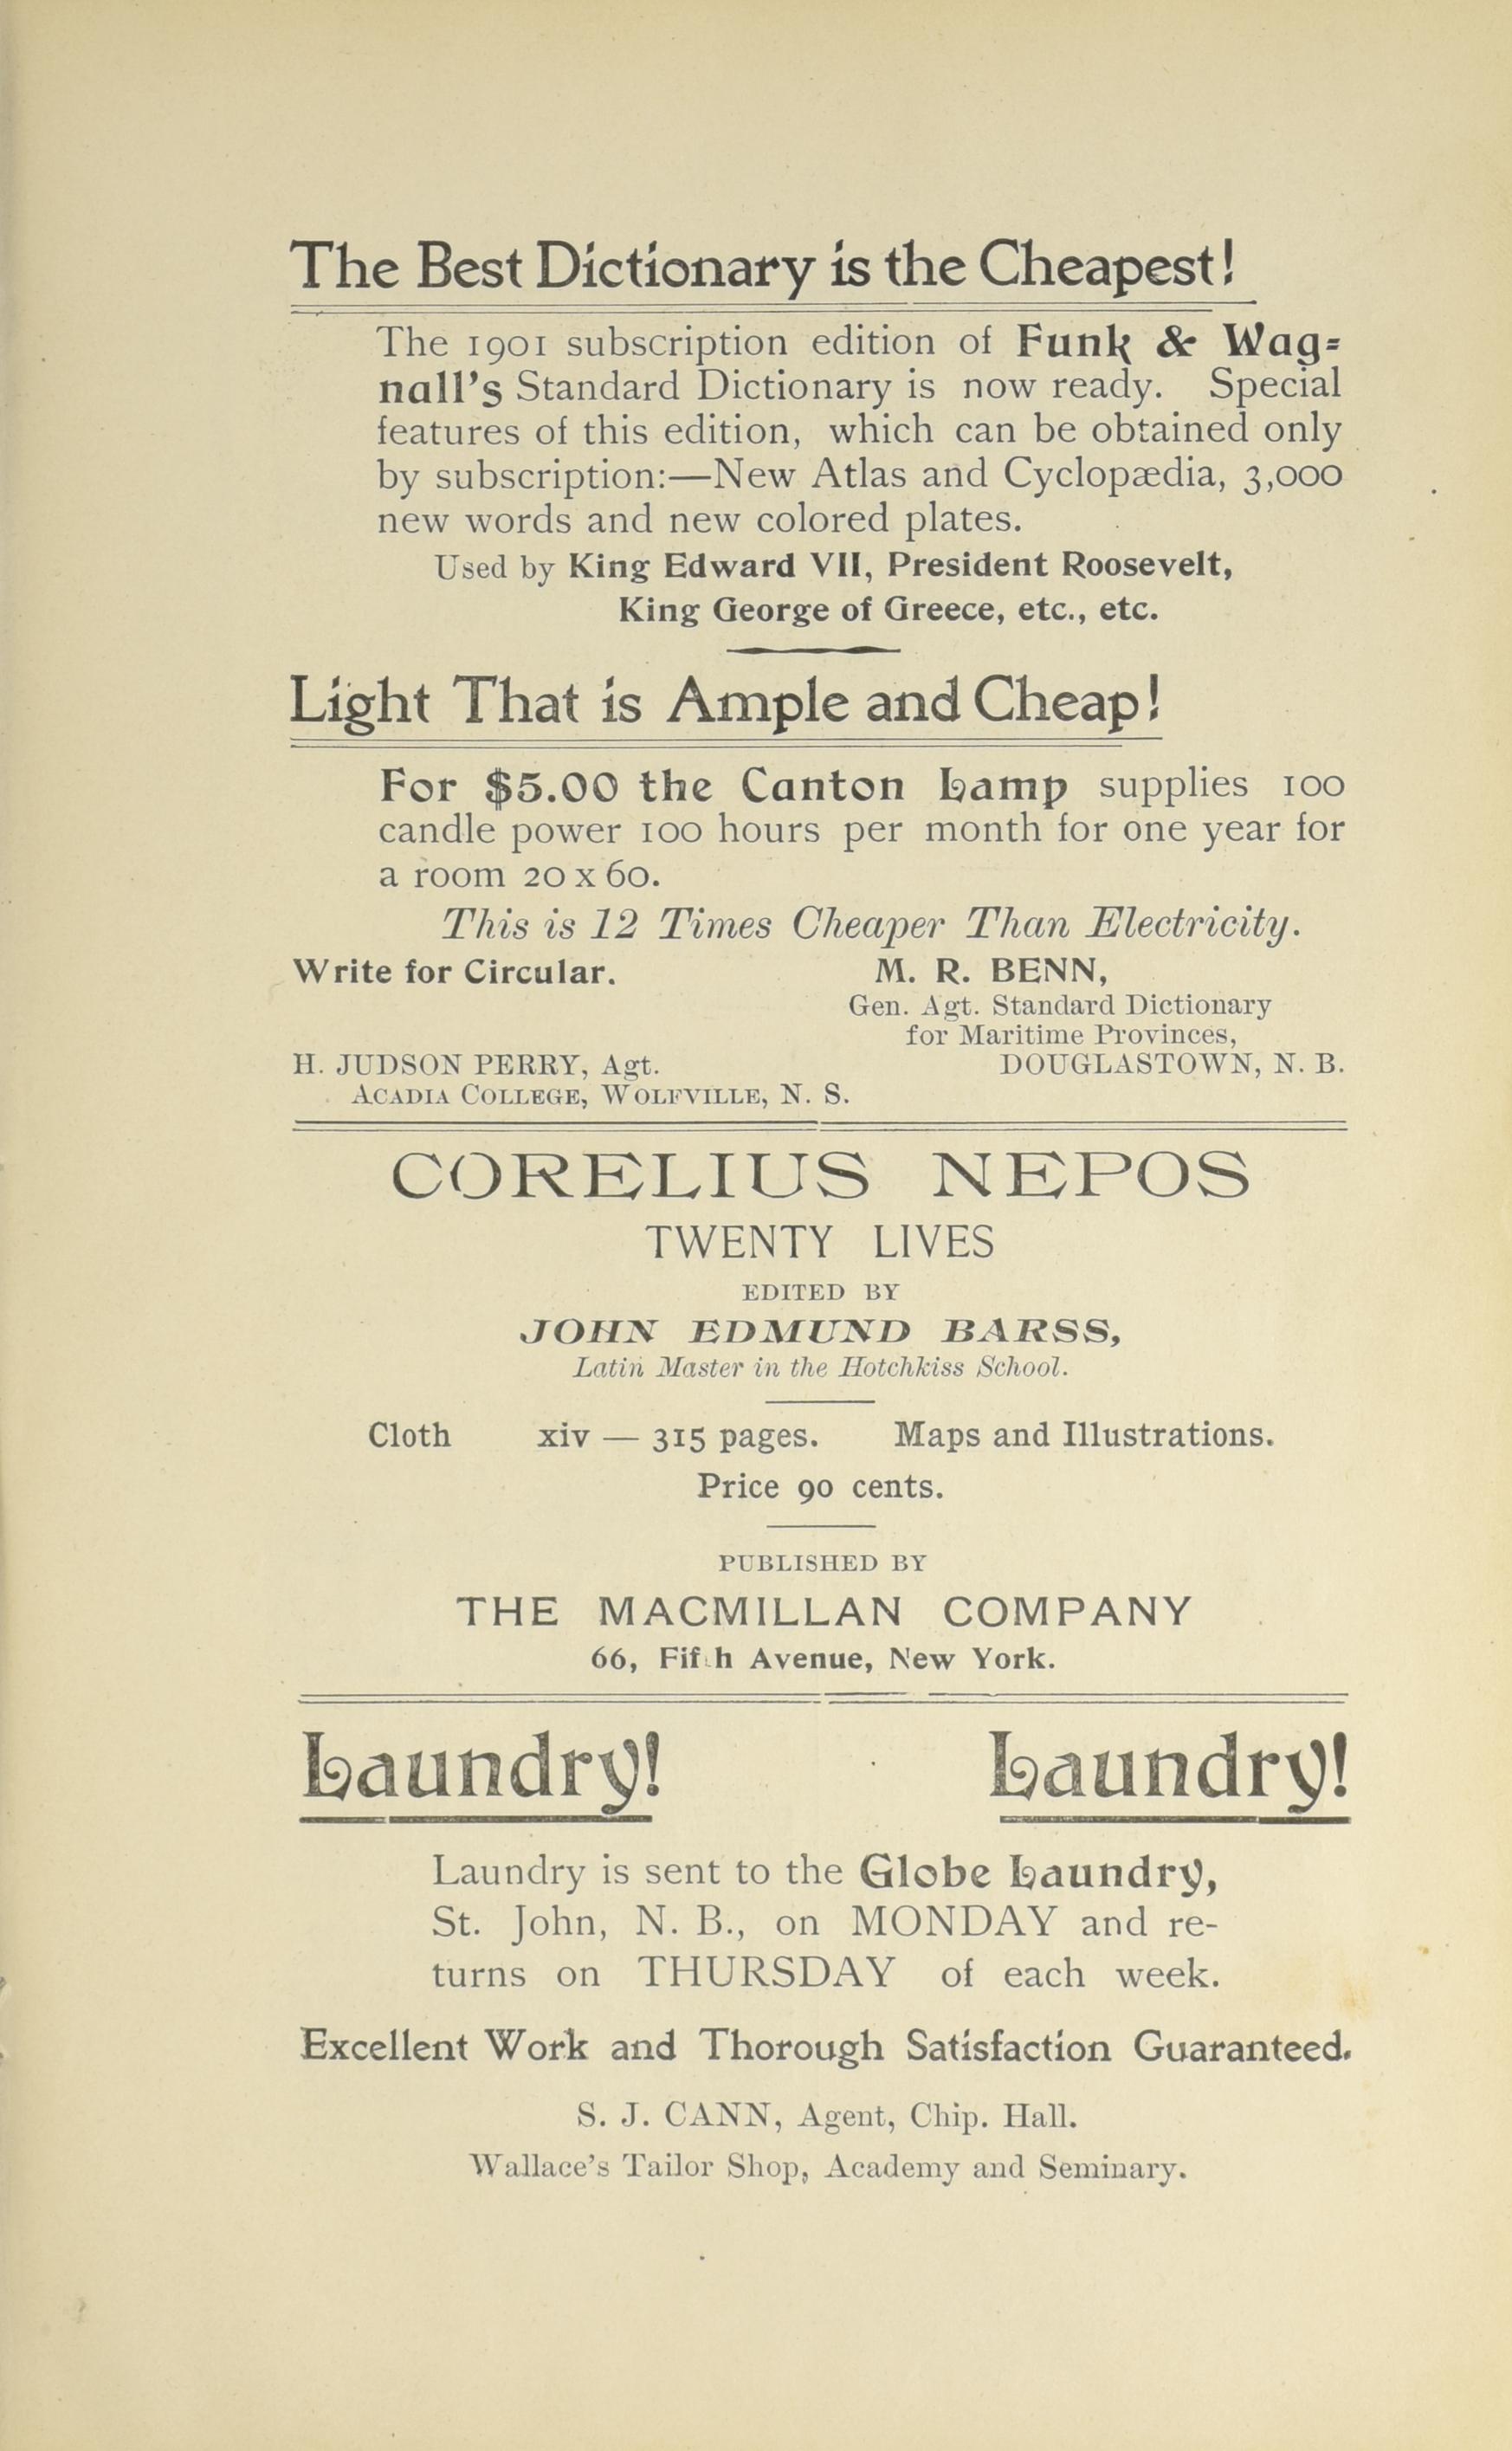 The Best Dictionary is the Cheapest!
The 1901 subscription edition of Funk & Wag=
nall's Standard Dictionary is now ready. Special
features of this edition, which can be obtained only
by subscription:—New Atlas and Cyclopædia, 3,000
new words and new colored plates.
Used by King Edward VII, President Roosevelt,
King George of Greece, etc., etc.
Light That is Ample and Cheap!
For $5.00 the Canton Lamp supplies 100
candle power 100 hours per month for one year for
a room 20 x 60.
This is 12 Times Cheaper Than Electricity.
Write for Circular. M. R. BENN,
Gen. Agt. Standard Dictionary
for Maritime Provinces,
H. JUDSON PERRY, Agt. DOUGLASTOWN, N. B.
ACADIA COLLEGE, WOLFVILLE, N. S.
CORELIUS NEPOS
TWENTY LIVES
EDITED BY
JOHN EDMUND BARSS,
Latin Master in the Hotchkiss School.
Cloth xiv — 315 pages. Maps and Illustrations.
Price 90 cents.
PUBLISHED BY
THE MACMILLAN COMPANY
66, Fifth Avenue, New York.
Laundry! Laundry!
Laundry is sent to the Globe Laundry,
St. John, N. B., on MONDAY and re-
turns on THURSDAY of each week.
Excellent Work and Thorough Satisfaction Guaranteed.
S. J. CANN, Agent, Chip. Hall.
Wallace's Tailor Shop, Academy and Seminary.